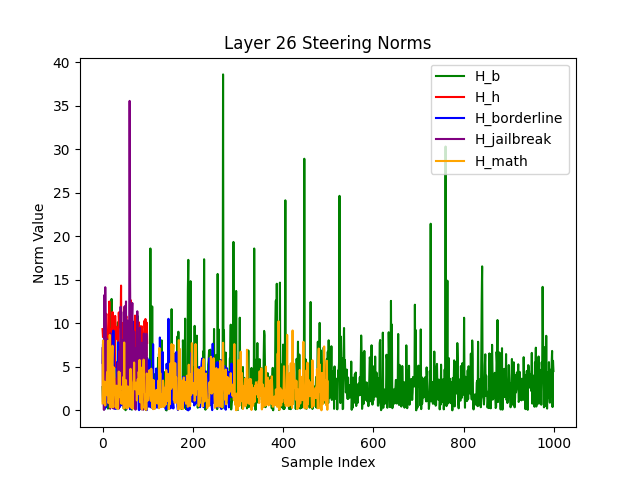 Layer 26 Steering Norms
40
35
30
25
20
15
10
5
0
Norm Value
H_b
H_h
H_borderline
H_jailbreak
H_math
0 200 400 600 800 1000
Sample Index